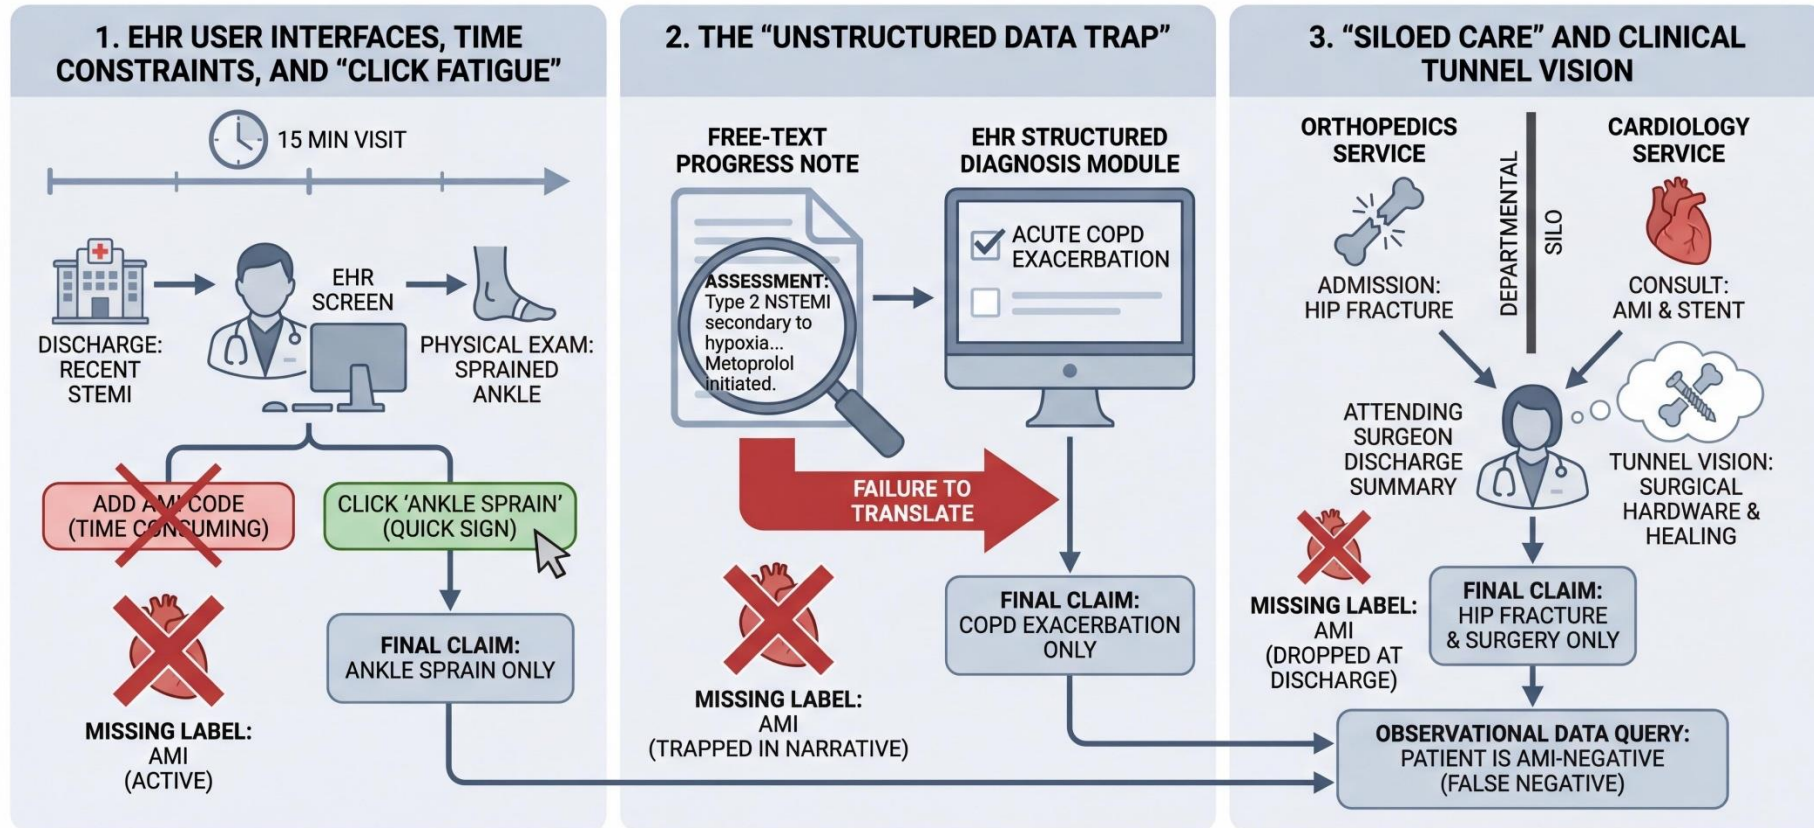 1. EHR USER INTERFACES, TIME
CONSTRAINTS, AND “CLICK FATIGUE”
15 MIN VISIT
EHR
SCREEN
DISCHARGE:
RECENT
STEMI
PHYSICAL EXAM:
SPRAINED
ANKLE
ADD AMI CODE
(TIME CONSUMING)
CLICK ‘ANKLE SPRAIN’
(QUICK SIGN)
FINAL CLAIM:
ANKLE SPRAIN ONLY
MISSING LABEL:
AMI
(ACTIVE)
2. THE “UNSTRUCTURED DATA TRAP”
FREE-TEXT
PROGRESS NOTE
EHR STRUCTURED
DIAGNOSIS MODULE
ASSESSMENT:
Type 2 NSTEMI
secondary to
hypoxia...
Metoprolol
initiated.
ACUTE COPD
EXACERBATION
FAILURE TO
TRANSLATE
FINAL CLAIM:
COPD EXACERBATION
ONLY
MISSING LABEL:
AMI
(TRAPPED IN NARRATIVE)
3. “SILOED CARE” AND CLINICAL
TUNNEL VISION
ORTHOPEDICS
SERVICE
DEPARTMENTAL
SILO
CARDIOLOGY
SERVICE
ADMISSION:
HIP FRACTURE
CONSULT:
AMI & STENT
ATTENDING
SURGEON
DISCHARGE
SUMMARY
TUNNEL VISION:
SURGICAL
HARDWARE &
HEALING
MISSING LABEL:
AMI
(DROPPED AT
DISCHARGE)
FINAL CLAIM:
HIP FRACTURE
& SURGERY ONLY
OBSERVATIONAL DATA QUERY:
PATIENT IS AMI-NEGATIVE
(FALSE NEGATIVE)